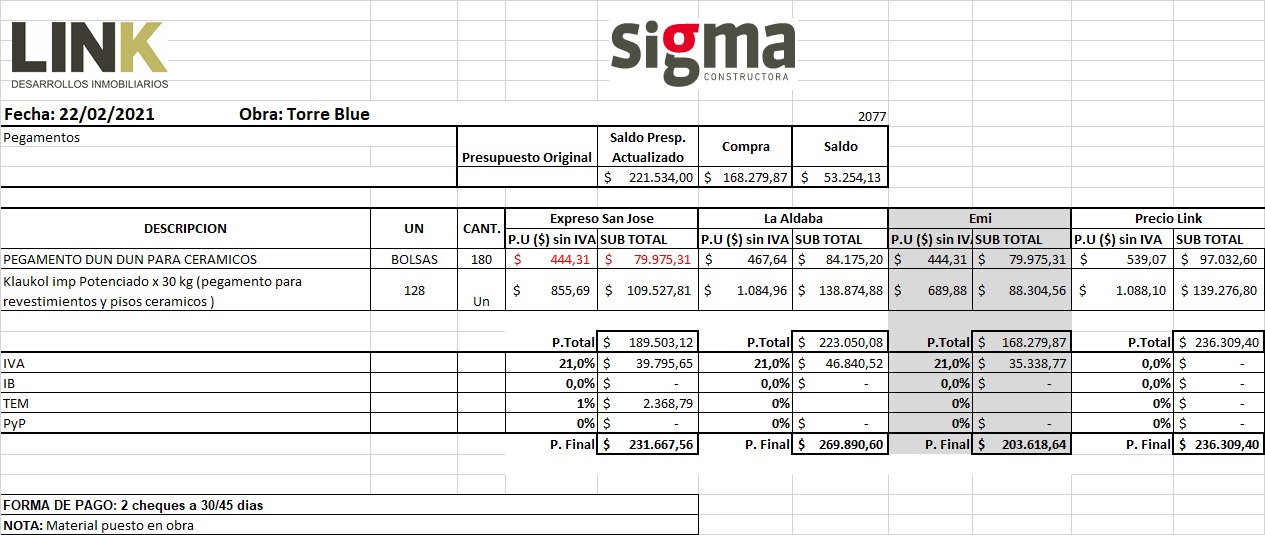 LINK
DESARROLLOS INMOBILIARIOS
sigma
CONSTRUCTORA
Fecha: 22/02/2021 Obra: Torre Blue 2077
Pegamentos
Presupuesto Original Saldo Presp. Actualizado Compra Saldo
$ 221.534,00 $ 168.279,87 $ 53.254,13
DESCRIPCION UN CANT. Expreso San Jose La Aldaba Emi Precio Link
P.U ($) sin IVA SUB TOTAL P.U ($) sin IVA SUB TOTAL P.U ($) sin IVA SUB TOTAL P.U ($) sin IVA SUB TOTAL
PEGAMENTO DUN DUN PARA CERAMICOS BOLSAS 180 $ 444,31 $ 79.975,31 $ 467,64 $ 84.175,20 $ 444,31 $ 79.975,31 $ 539,07 $ 97.032,60
Klaukol imp Potenciado x 30 kg (pegamento para
revestimientos y pisos ceramicos ) 128 Un $ 855,69 $ 109.527,81 $ 1.084,96 $ 138.874,88 $ 689,88 $ 88.304,56 $ 1.088,10 $ 139.276,80
P.Total $ 189.503,12 P.Total $ 223.050,08 P.Total $ 168.279,87 P.Total $ 236.309,40
IVA 21,0% $ 39.795,65 21,0% $ 46.840,52 21,0% $ 35.338,77 0,0% $ -
IB 0,0% $ - 0,0% $ - 0,0% $ - 0,0% $ -
TEM 1% $ 2.368,79 0% 0% 0% $ -
PyP 0% $ - 0% $ - 0% $ - 0% $ -
P. Final $ 231.667,56 P. Final $ 269.890,60 P. Final $ 203.618,64 P. Final $ 236.309,40
FORMA DE PAGO: 2 cheques a 30/45 dias
NOTA: Material puesto en obra